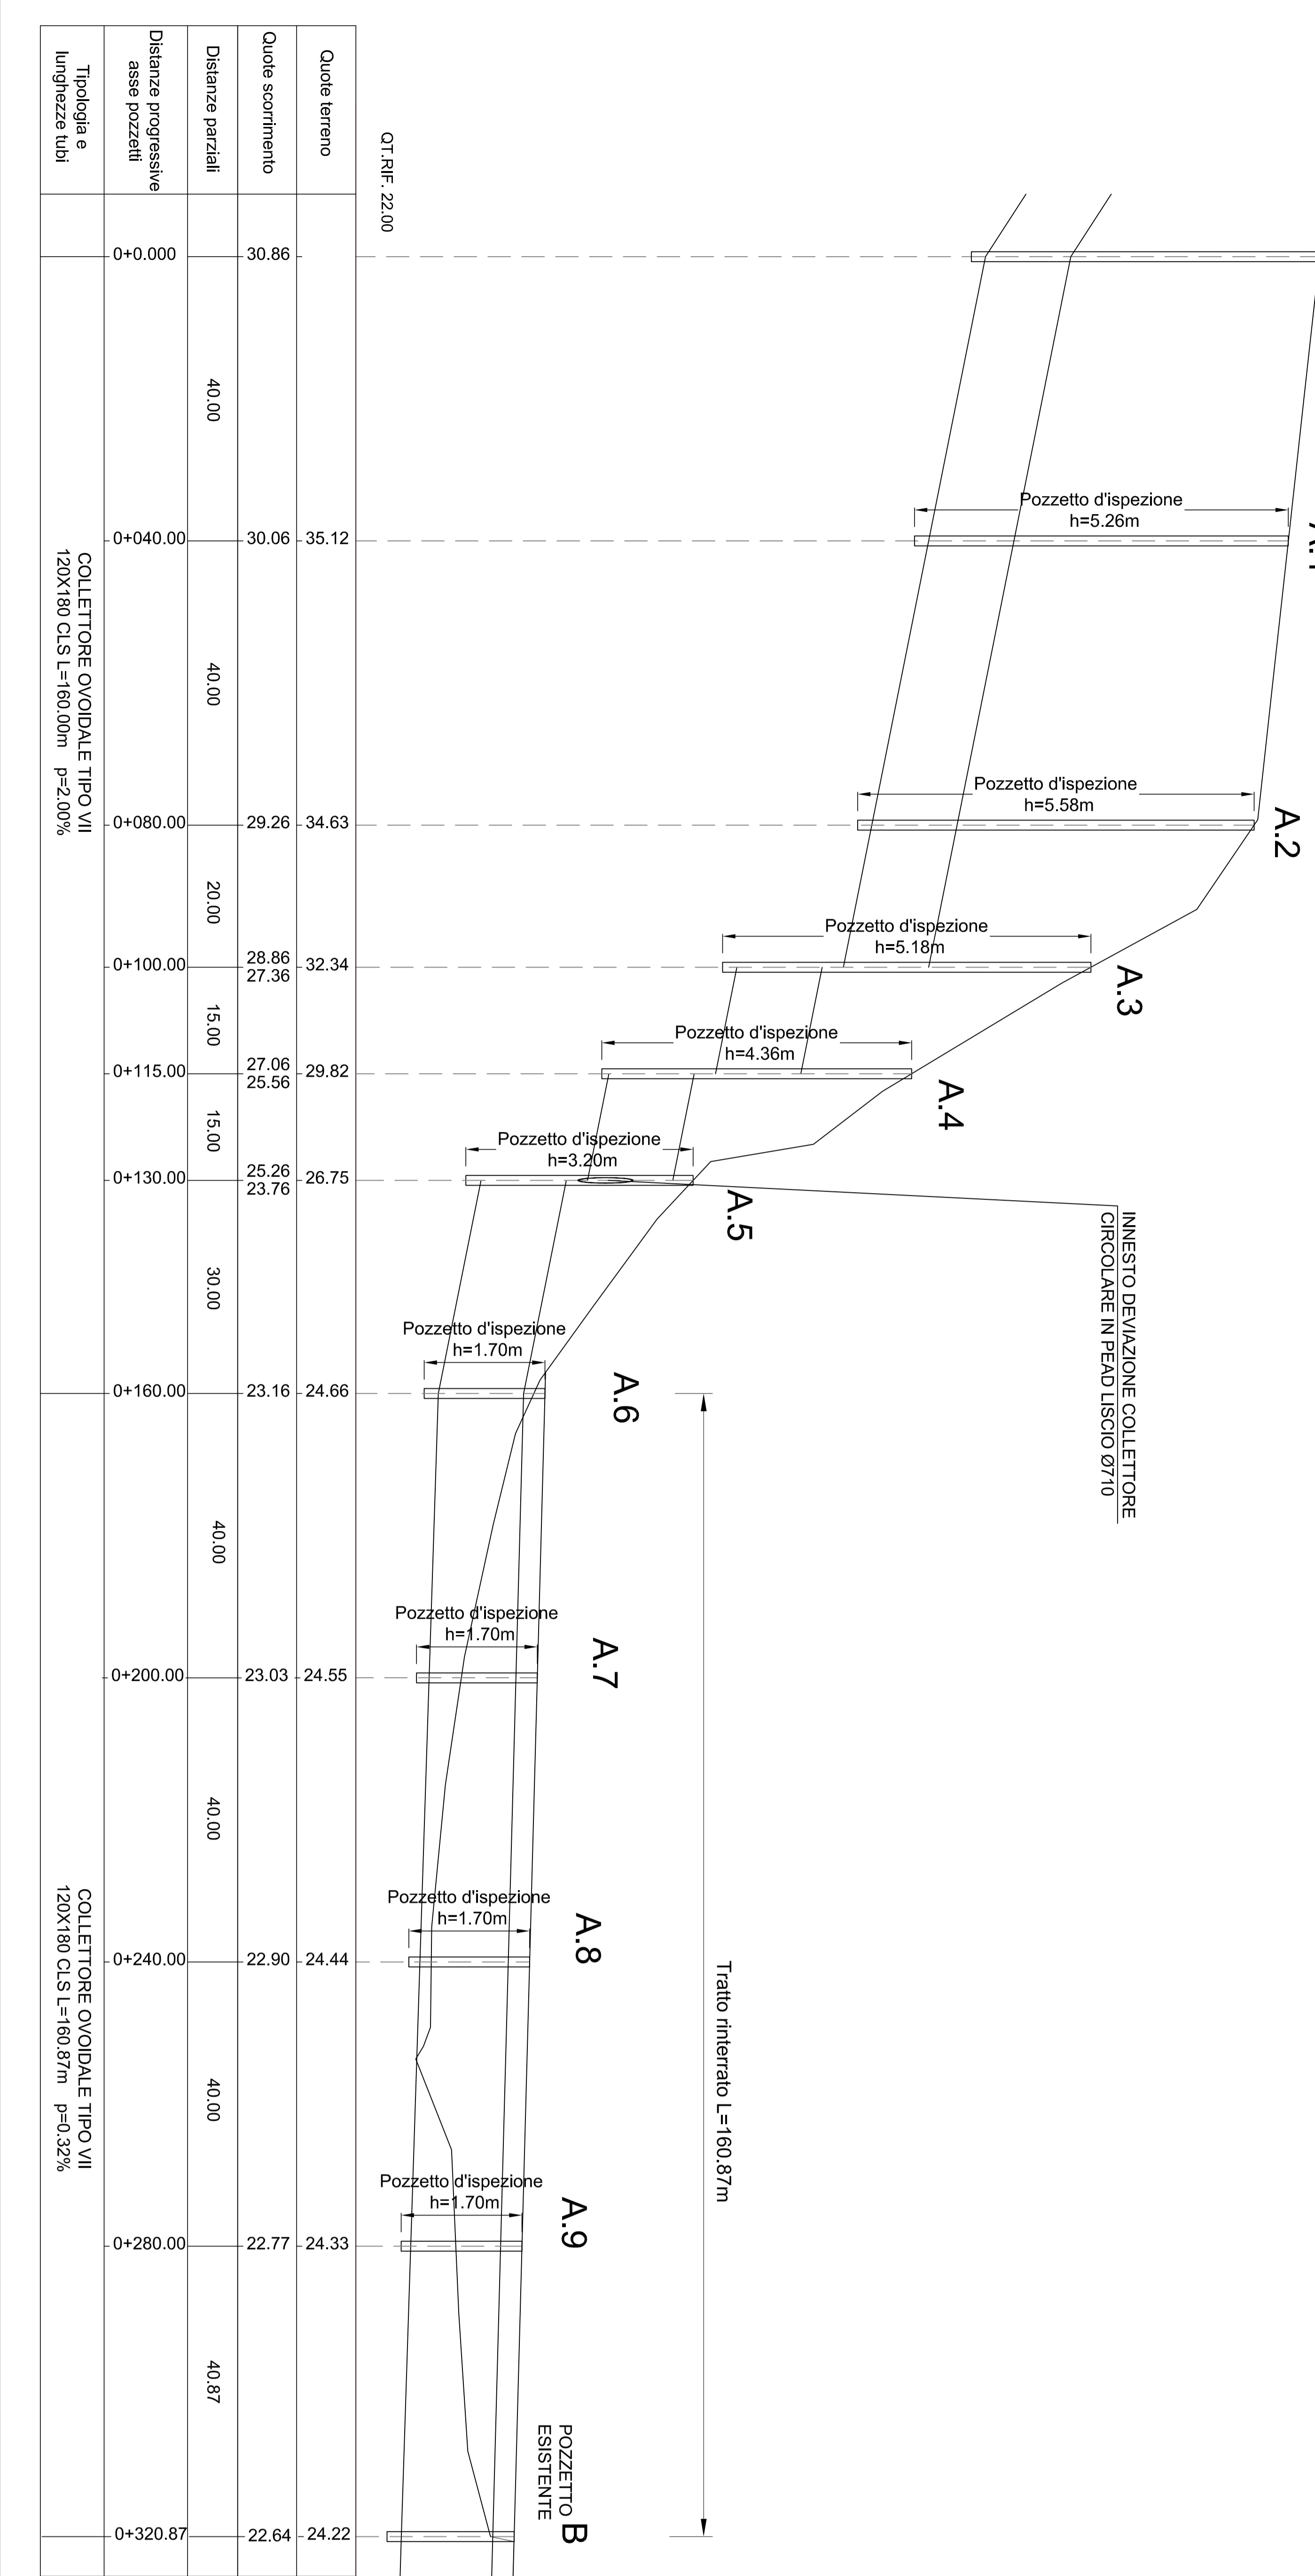 Quote terreno
Quote scorrimento
Distanze parziali
Distanze progressive
asse pozzetti
Tipologia e
lunghezze tubi
QT.RIF. 22.00
0+0.000
30.86
40.00
0+040.00
30.06
35.12
40.00
0+080.00
29.26
34.63
20.00
0+100.00
28.86
27.36
32.34
15.00
0+115.00
27.06
25.56
29.82
15.00
0+130.00
25.26
23.76
26.75
30.00
0+160.00
23.16
24.66
40.00
0+200.00
23.03
24.55
40.00
0+240.00
22.90
24.44
40.00
0+280.00
22.77
24.33
40.87
0+320.87
22.64
24.22
COLLETTORE OVOIDALE TIPO VII
120X180 CLS L=160.00m p=2.00%
COLLETTORE OVOIDALE TIPO VII
120X180 CLS L=160.87m p=0.32%
Pozzetto d'ispezione
h=5.26m
Pozzetto d'ispezione
h=5.58m
A.2
Pozzetto d'ispezione
h=5.18m
A.3
Pozzetto d'ispezione
h=4.36m
A.4
Pozzetto d'ispezione
h=3.20m
A.5
INNESTO DEVIAZIONE COLLETTORE
CIRCOLARE IN PEAD LISCIO Ø710
Pozzetto d'ispezione
h=1.70m
A.6
Pozzetto d'ispezione
h=1.70m
A.7
Pozzetto d'ispezione
h=1.70m
A.8
Tratto rinterrato L=160.87m
Pozzetto d'ispezione
h=1.70m
A.9
POZZETTO
ESISTENTE
B